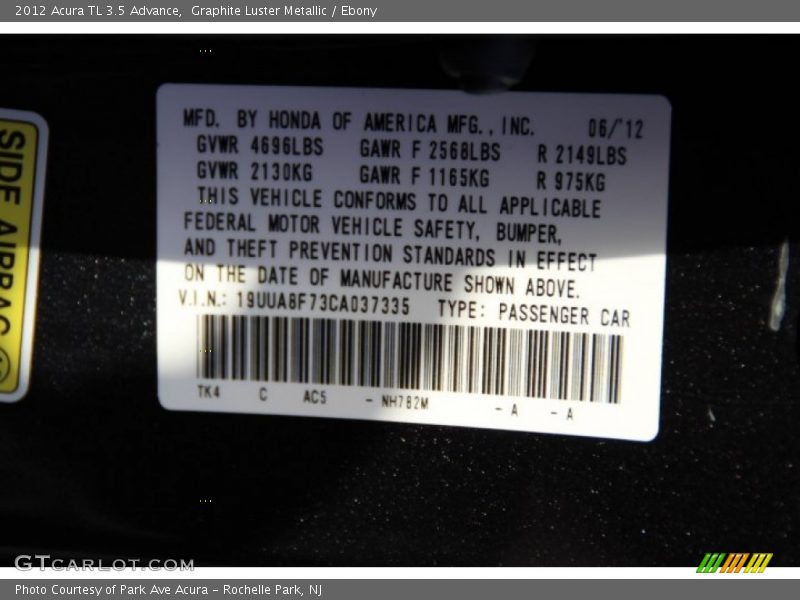 2012 Acura TL 3.5 Advance,  Graphite Luster Metallic / Ebony
SIDE AIRBAG
MFD. BY HONDA OF AMERICA MFG., INC. 06/'12
GVWR 4696LBS GAWR F 2568LBS R 2149LBS
GVWR 2130KG GAWR F 1165KG R 975KG
THIS VEHICLE CONFORMS TO ALL APPLICABLE
FEDERAL MOTOR VEHICLE SAFETY, BUMPER,
AND THEFT PREVENTION STANDARDS IN EFFECT
ON THE DATE OF MANUFACTURE SHOWN ABOVE.
V.I.N.: 19UUA8F73CA037335 TYPE: PASSENGER CAR
TK4 C AC5 - NH782M - A - A
GTCARLOT.COM
Photo Courtesy of Park Ave Acura - Rochelle Park, NJ